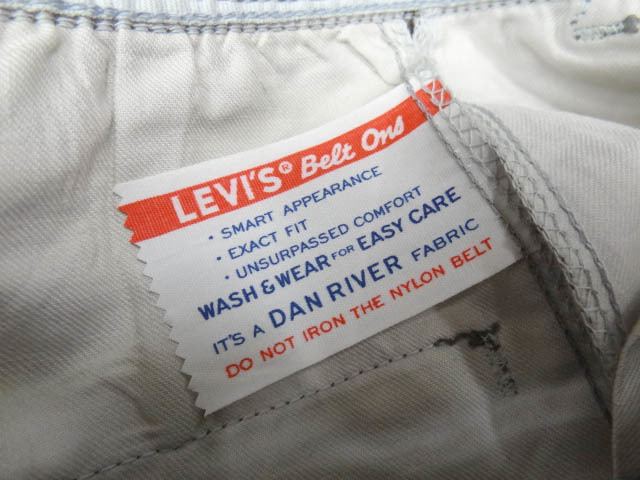 LEVI'S® Belt Ons
• SMART APPEARANCE
• EXACT FIT
• UNSURPASSED COMFORT
WASH & WEAR FOR EASY CARE
IT'S A DAN RIVER FABRIC
DO NOT IRON THE NYLON BELT